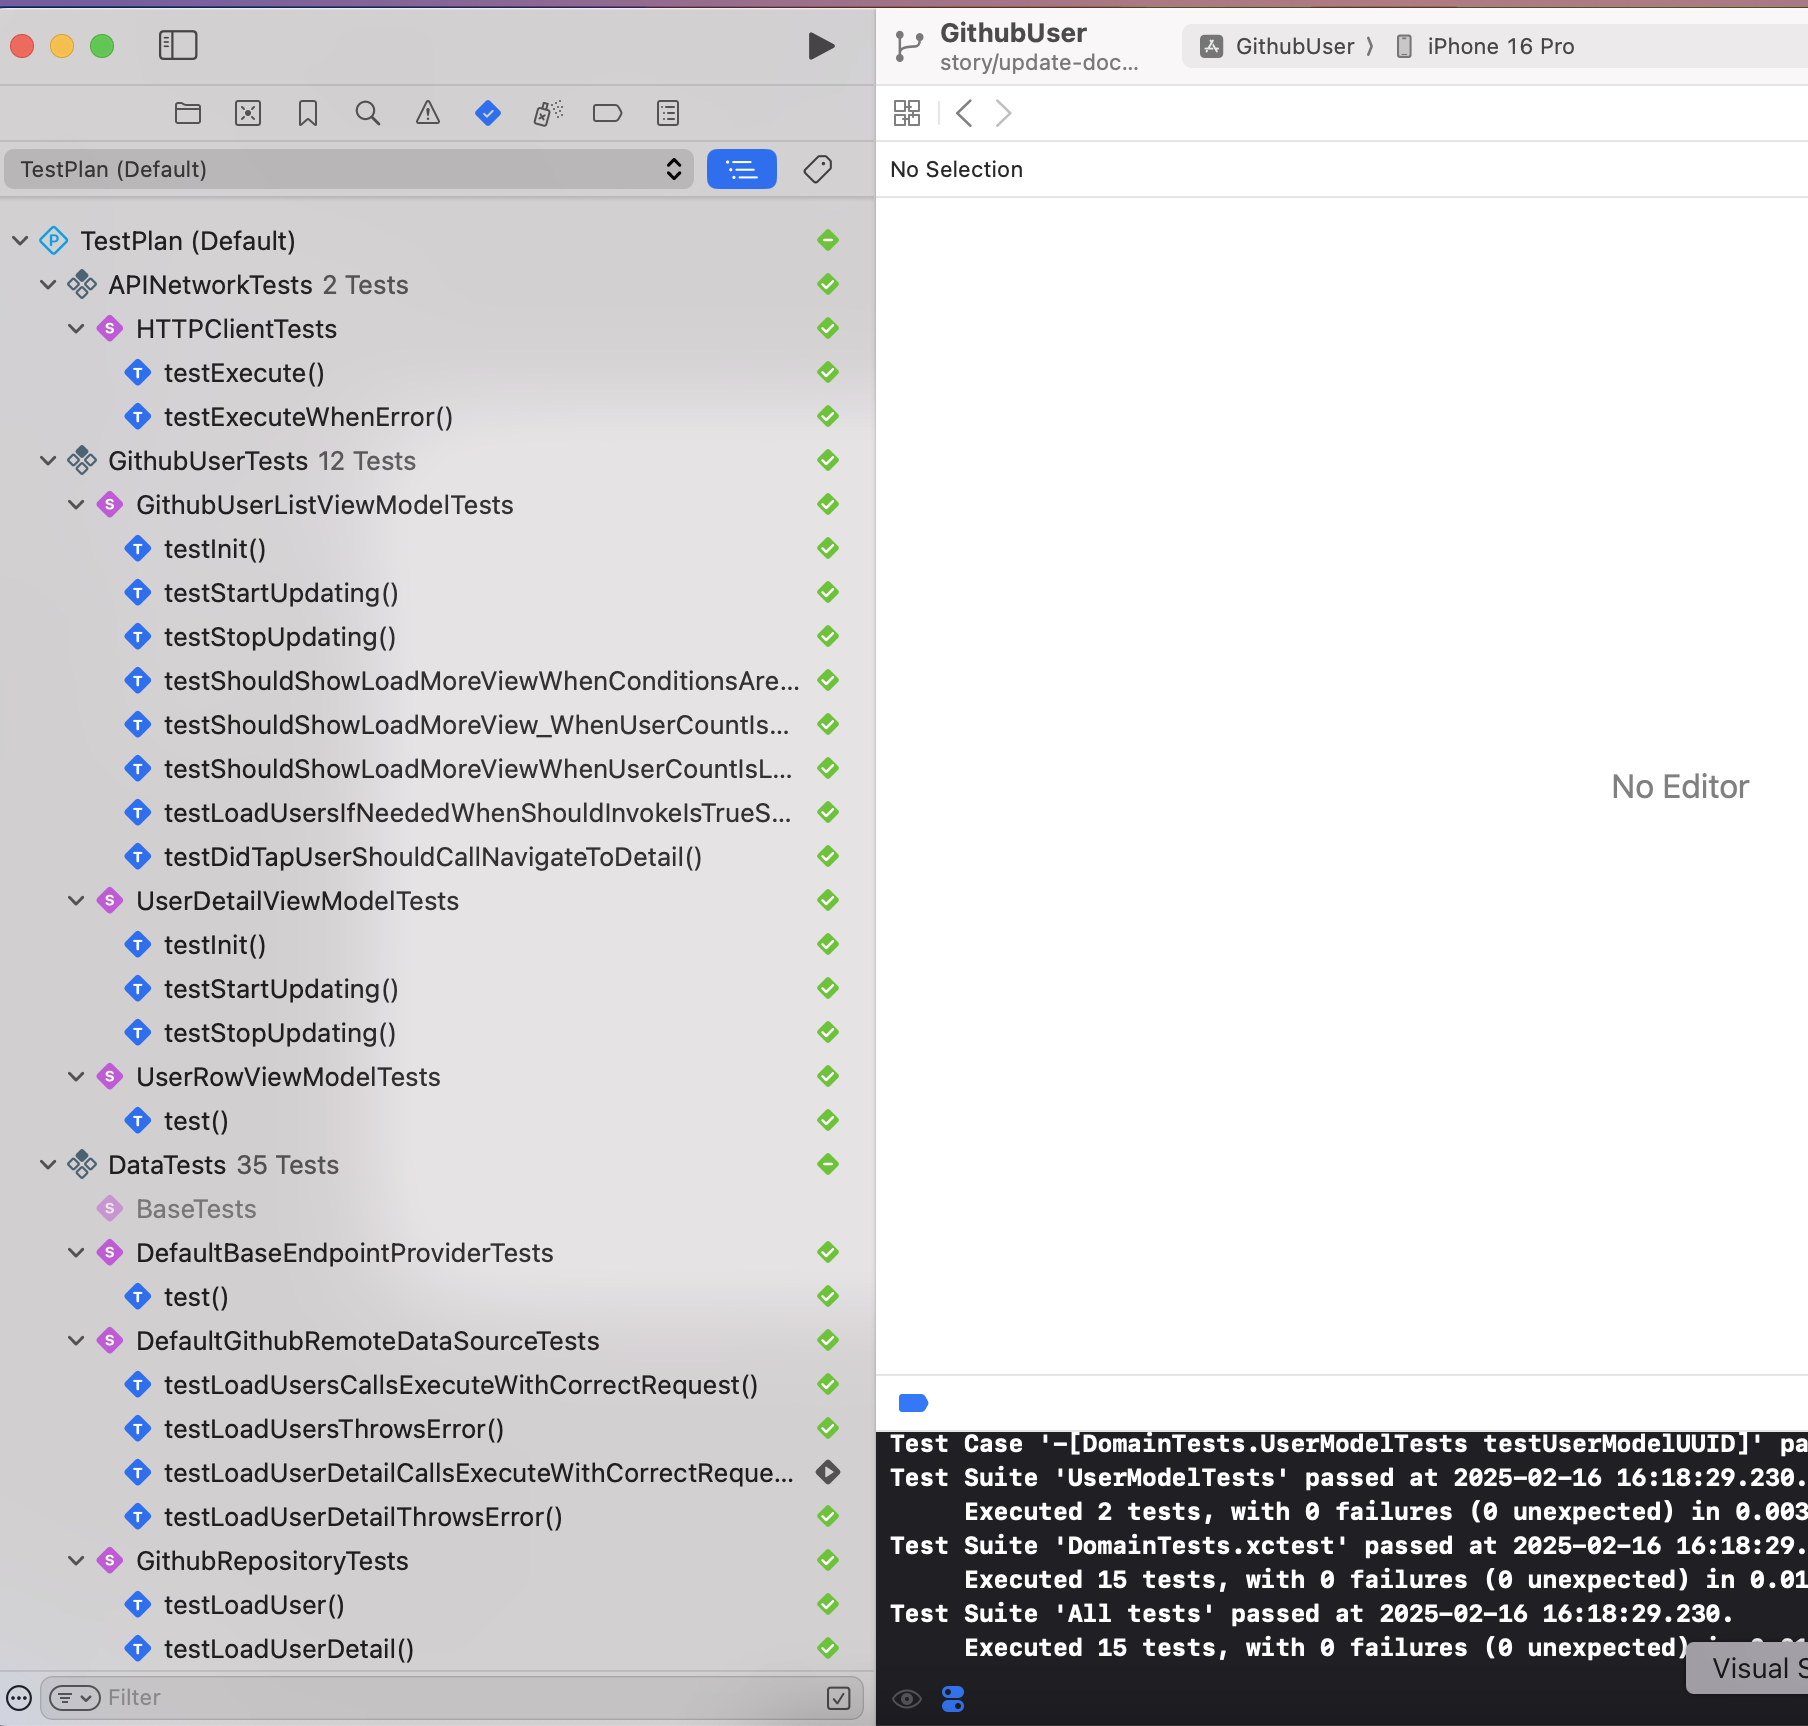 GithubUser
story/update-doc...
GithubUser
iPhone 16 Pro
TestPlan (Default)
No Selection
TestPlan (Default)
APINetworkTests 2 Tests
HTTPClientTests
testExecute()
testExecuteWhenError()
GithubUserTests 12 Tests
GithubUserListViewModelTests
testInit()
testStartUpdating()
testStopUpdating()
testShouldShowLoadMoreViewWhenConditionsAre...
testShouldShowLoadMoreView_WhenUserCountIs...
testShouldShowLoadMoreViewWhenUserCountIsL...
testLoadUsersIfNeededWhenShouldInvokeIsTrueS...
testDidTapUserShouldCallNavigateToDetail()
UserDetailViewModelTests
testInit()
testStartUpdating()
testStopUpdating()
UserRowViewModelTests
test()
DataTests 35 Tests
BaseTests
DefaultBaseEndpointProviderTests
test()
DefaultGithubRemoteDataSourceTests
testLoadUsersCallsExecuteWithCorrectRequest()
testLoadUsersThrowsError()
testLoadUserDetailCallsExecuteWithCorrectReque...
testLoadUserDetailThrowsError()
GithubRepositoryTests
testLoadUser()
testLoadUserDetail()
Filter
No Editor
Test Case '-[DomainTests.UserModelTests testUserModelUUID]' pa
Test Suite 'UserModelTests' passed at 2025-02-16 16:18:29.230.
Executed 2 tests, with 0 failures (0 unexpected) in 0.003
Test Suite 'DomainTests.xctest' passed at 2025-02-16 16:18:29.
Executed 15 tests, with 0 failures (0 unexpected) in 0.01
Test Suite 'All tests' passed at 2025-02-16 16:18:29.230.
Executed 15 tests, with 0 failures (0 unexpected)
Visual S